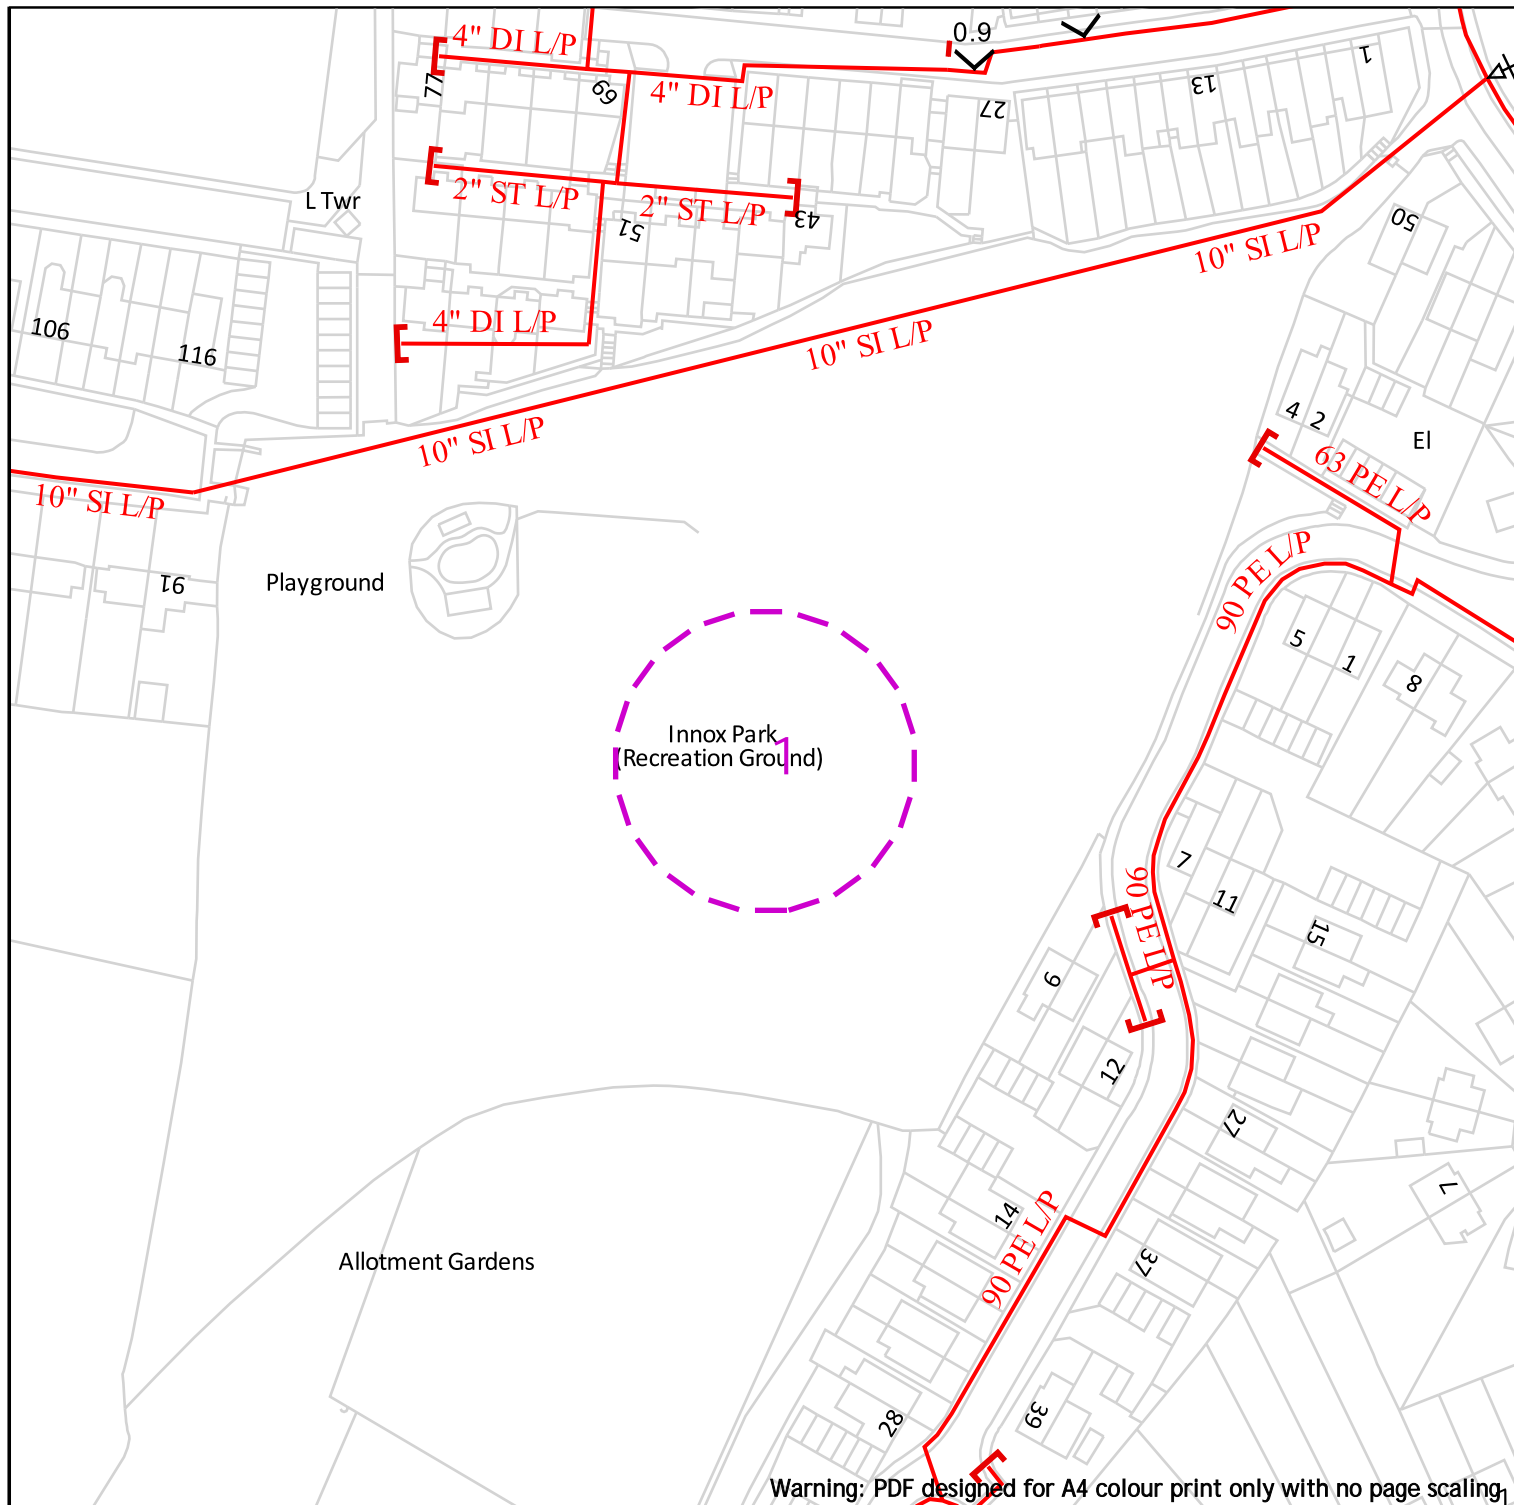 0.9
4" DI L/P
1
77
69
4" DI L/P
13
27
2" ST L/P
2" ST L/P
L Twr
51
43
50
10" SI L/P
106
116
4" DI L/P
10" SI L/P
4 2
El
10" SI L/P
63 PE L/P
10" SI L/P
90 PE L/P
91
Playground
5
1
8
Innox Park
(Recreation Ground)
1
7
11
90 PE L/P
15
9
12
27
7
14
90 PE L/P
37
Allotment Gardens
28
39
Warning: PDF designed for A4 colour print only with no page scaling
1